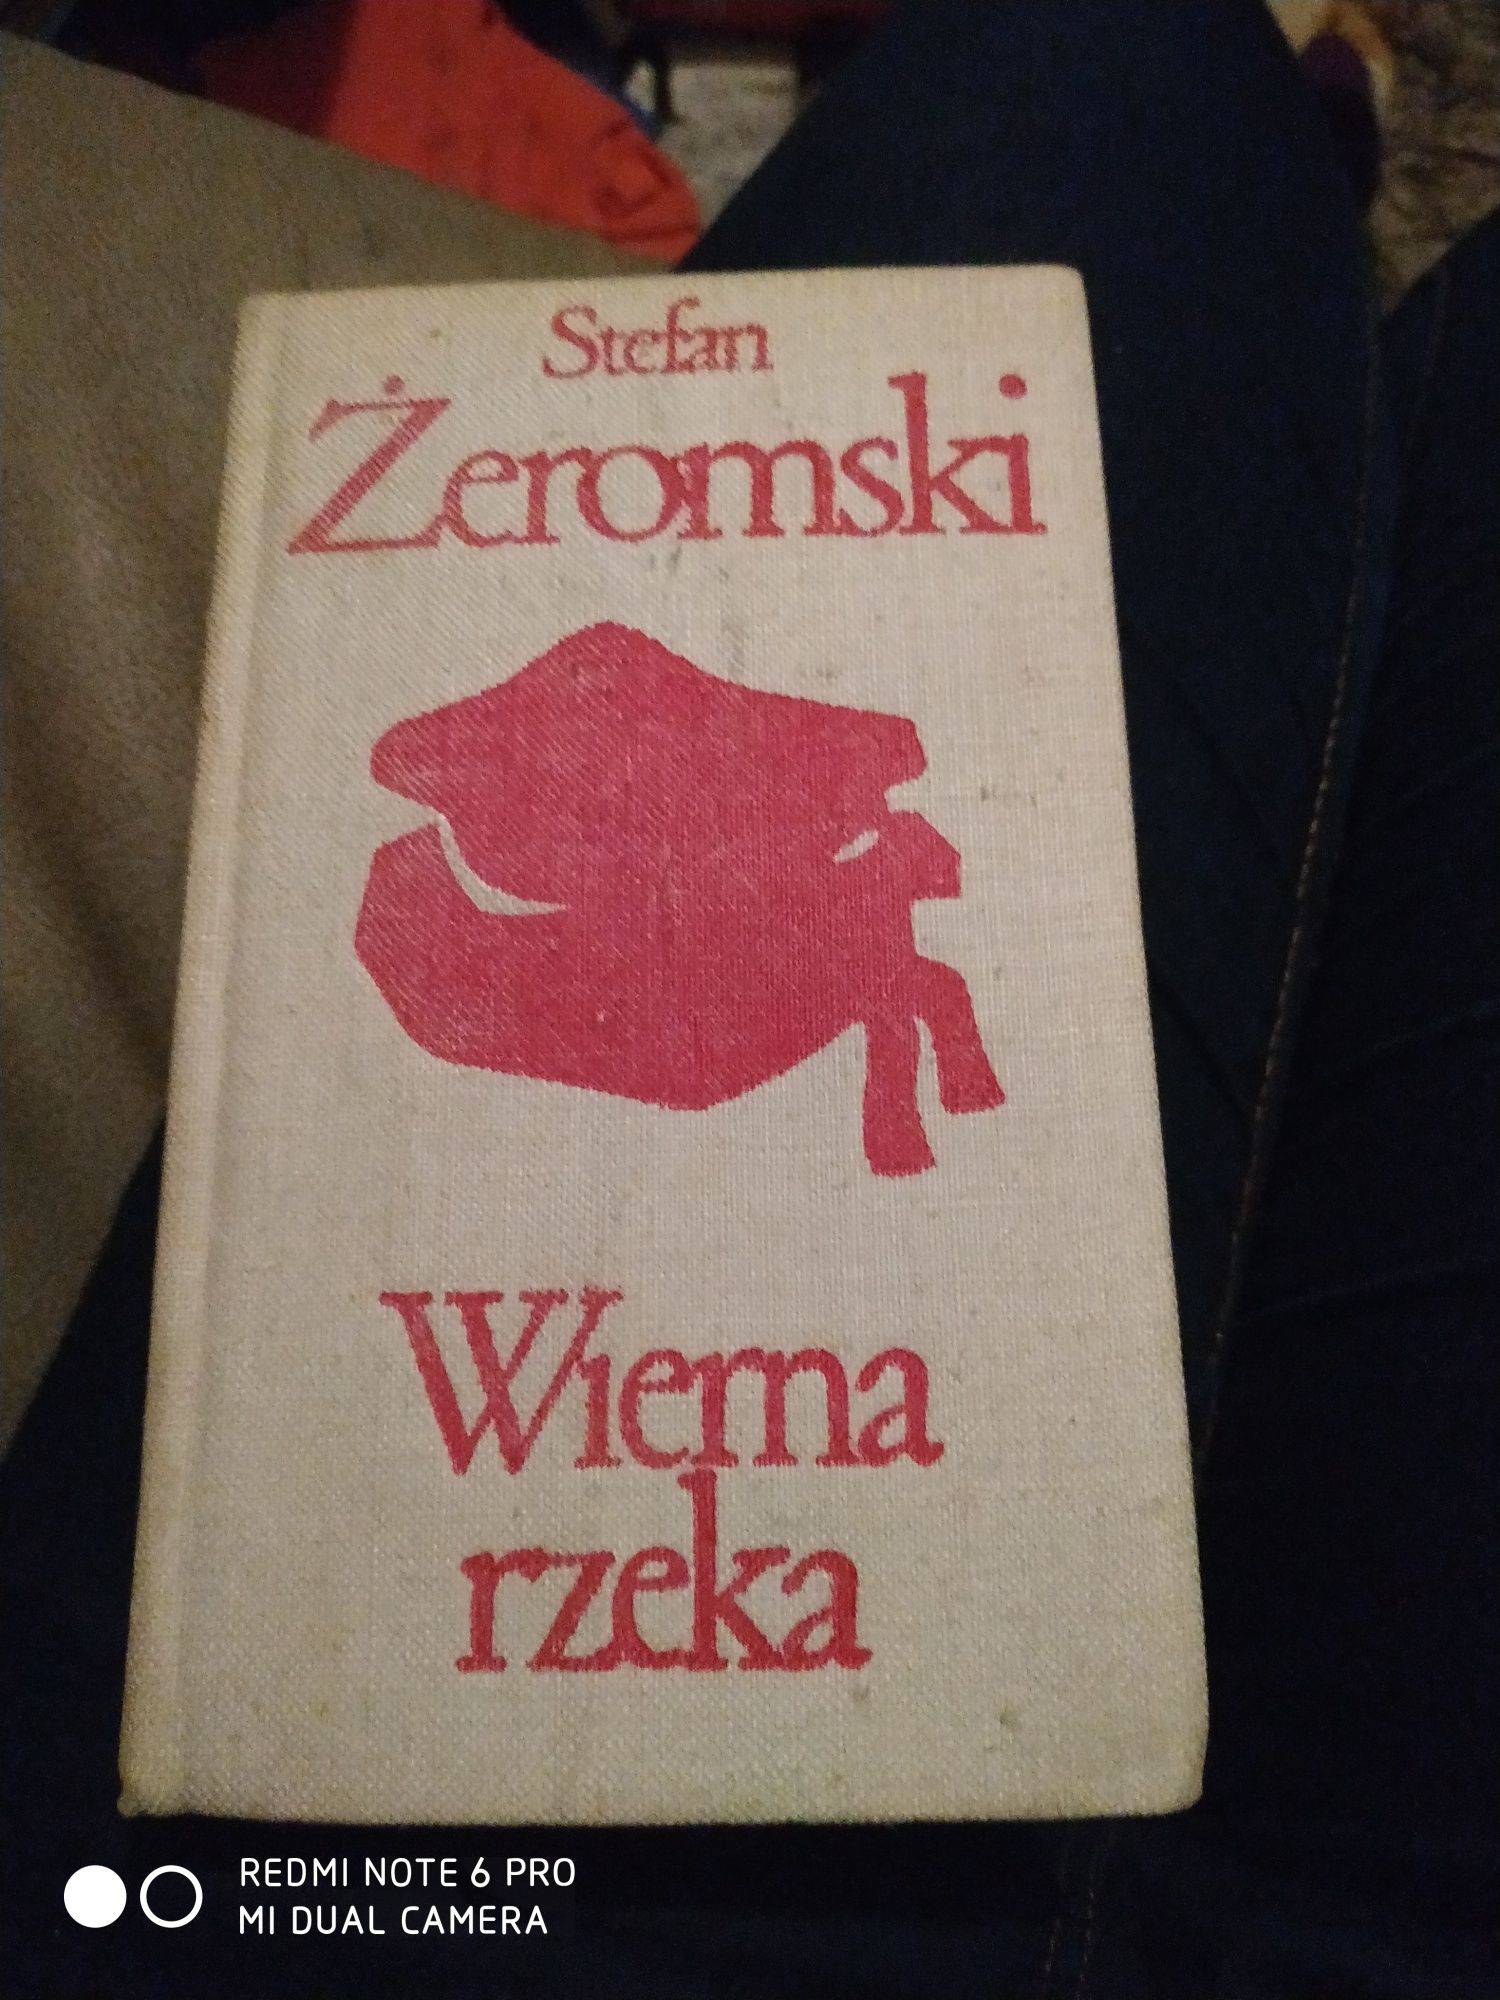 Stefan
Żeromski
Wierna
rzeka
REDMI NOTE 6 PRO
MI DUAL CAMERA